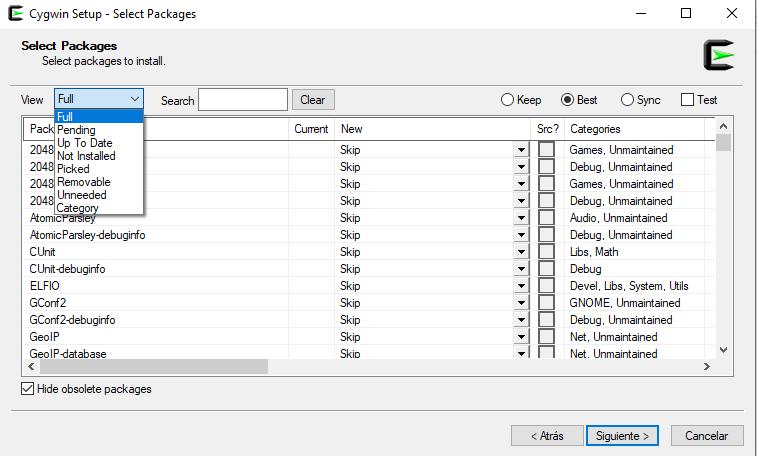 Cygwin Setup - Select Packages
Select Packages
Select packages to install.
View Full Search Clear Keep Best Sync Test
Full
Pending
Up To Date
Not Installed
Picked
Removable
Unneeded
Category
Pack Current New Src? Categories
2048 Skip Games, Unmaintained
2048 Skip Debug, Unmaintained
2048 Skip Games, Unmaintained
2048 Skip Debug, Unmaintained
AtomicParsley Skip Audio, Unmaintained
AtomicParsley-debuginfo Skip Debug, Unmaintained
CUnit Skip Libs, Math
CUnit-debuginfo Skip Debug
ELFIO Skip Devel, Libs, System, Utils
GConf2 Skip GNOME, Unmaintained
GConf2-debuginfo Skip Debug, Unmaintained
GeoIP Skip Net, Unmaintained
GeoIP-database Skip Net, Unmaintained
Hide obsolete packages
< Atrás Siguiente > Cancelar